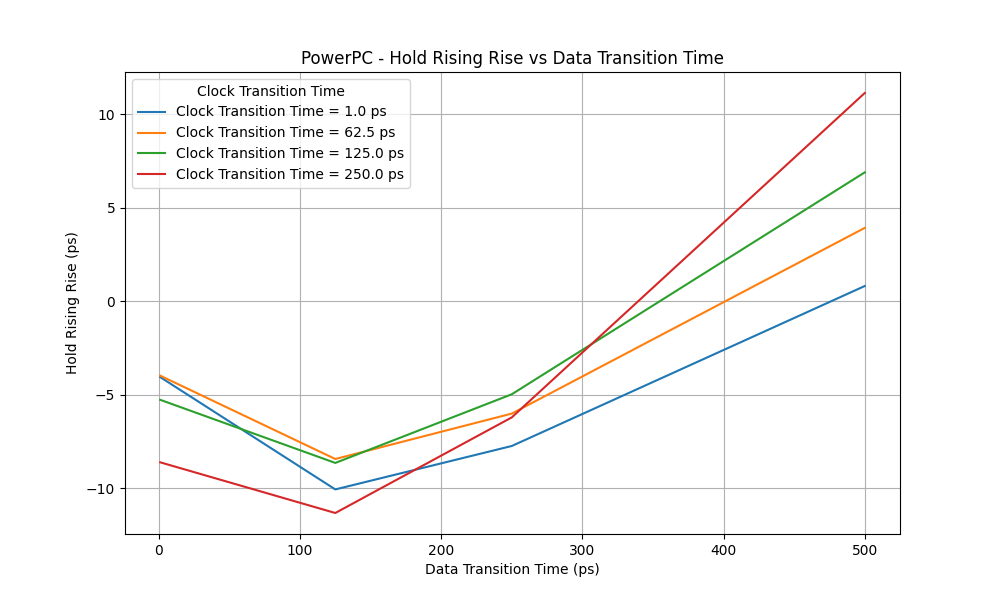 PowerPC - Hold Rising Rise vs Data Transition Time
Clock Transition Time
Clock Transition Time = 1.0 ps
Clock Transition Time = 62.5 ps
Clock Transition Time = 125.0 ps
Clock Transition Time = 250.0 ps
Hold Rising Rise (ps)
10
5
0
−5
−10
0 100 200 300 400 500
Data Transition Time (ps)